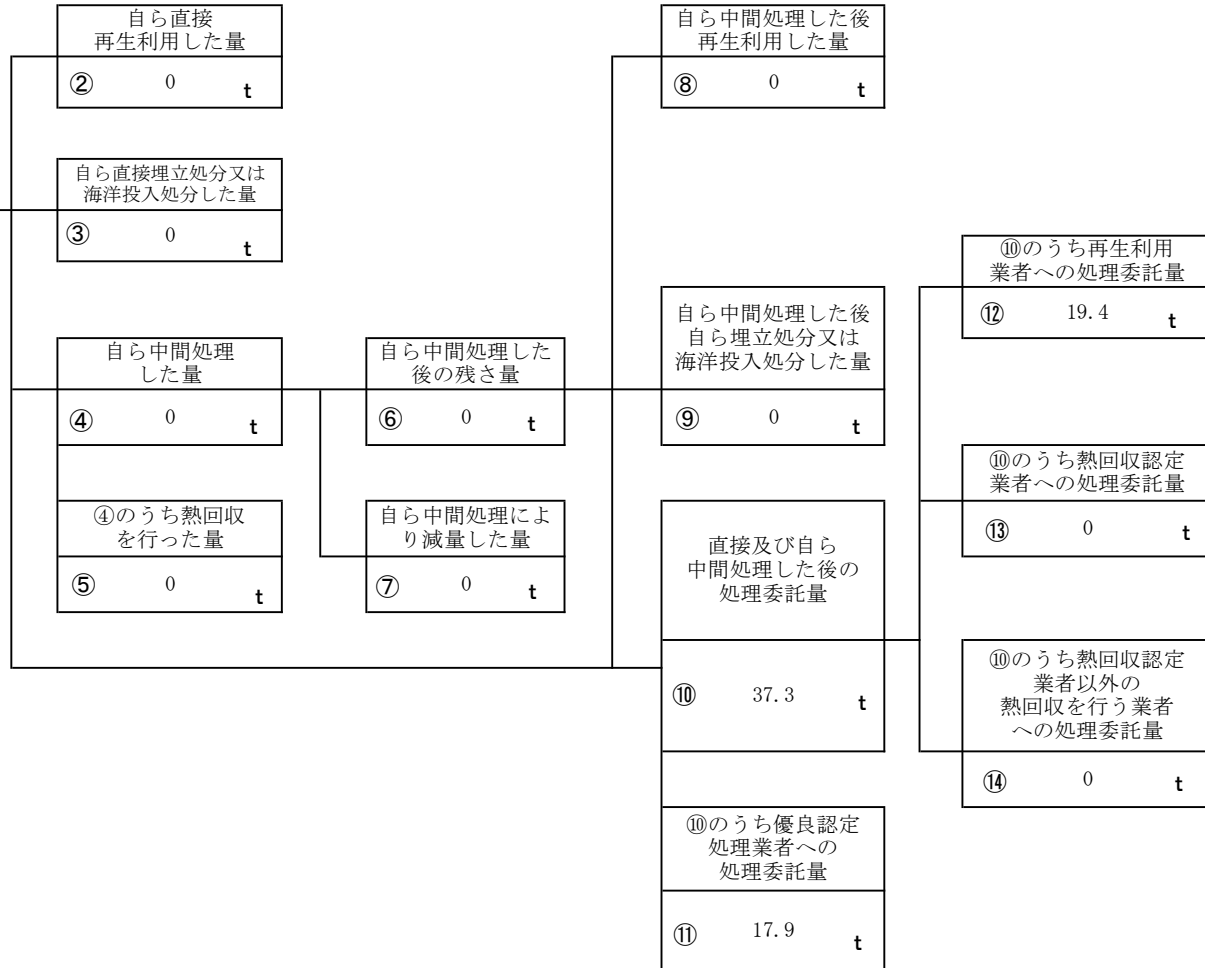 自ら直接
再生利用した量
② 0 t
自ら直接埋立処分又は
海洋投入処分した量
③ 0 t
自ら中間処理
した量
④ 0 t
④のうち熱回収
を行った量
⑤ 0 t
自ら中間処理した
後の残さ量
⑥ 0 t
自ら中間処理によ
り減量した量
⑦ 0 t
自ら中間処理した後
再生利用した量
⑧ 0 t
自ら中間処理した後
自ら埋立処分又は
海洋投入処分した量
⑨ 0 t
直接及び自ら
中間処理した後の
処理委託量
⑩ 37.3 t
⑩のうち優良認定
処理業者への
処理委託量
⑪ 17.9 t
⑩のうち再生利用
業者への処理委託量
⑫ 19.4 t
⑩のうち熱回収認定
業者への処理委託量
⑬ 0 t
⑩のうち熱回収認定
業者以外の
熱回収を行う業者
への処理委託量
⑭ 0 t